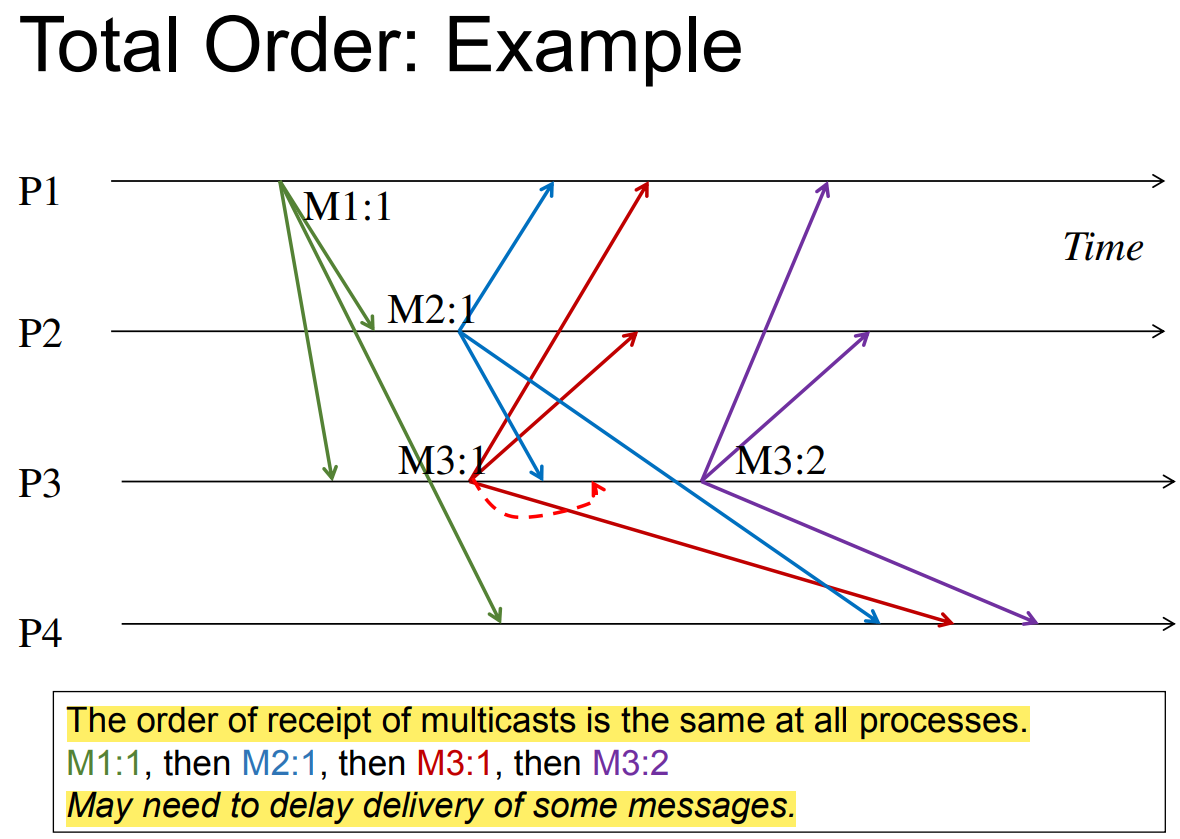 Total Order: Example
P1
M1:1
Time
M2:1
P2
M3:1
M3:2
P3
P4
The order of receipt of multicasts is the same at all processes.
M1:1, then M2:1, then M3:1, then M3:2
May need to delay delivery of some messages.